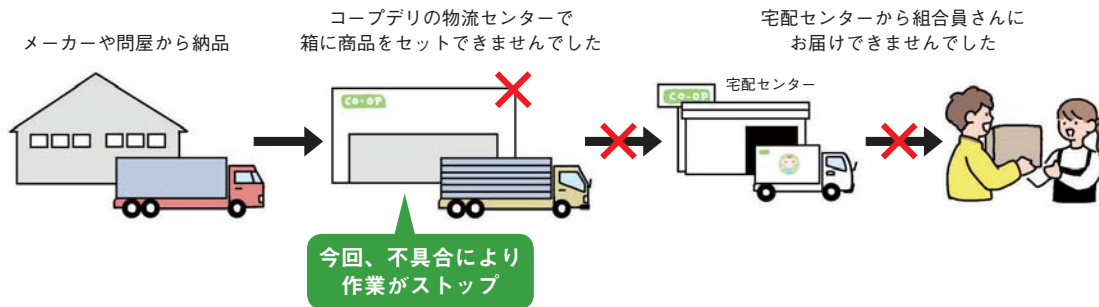 メーカーや問屋から納品
コープデリの物流センターで
箱に商品をセットできませんでした
宅配センターから組合員さんに
お届けできませんでした
CO・OP
CO・OP
宅配センター
今回、不具合により
作業がストップ